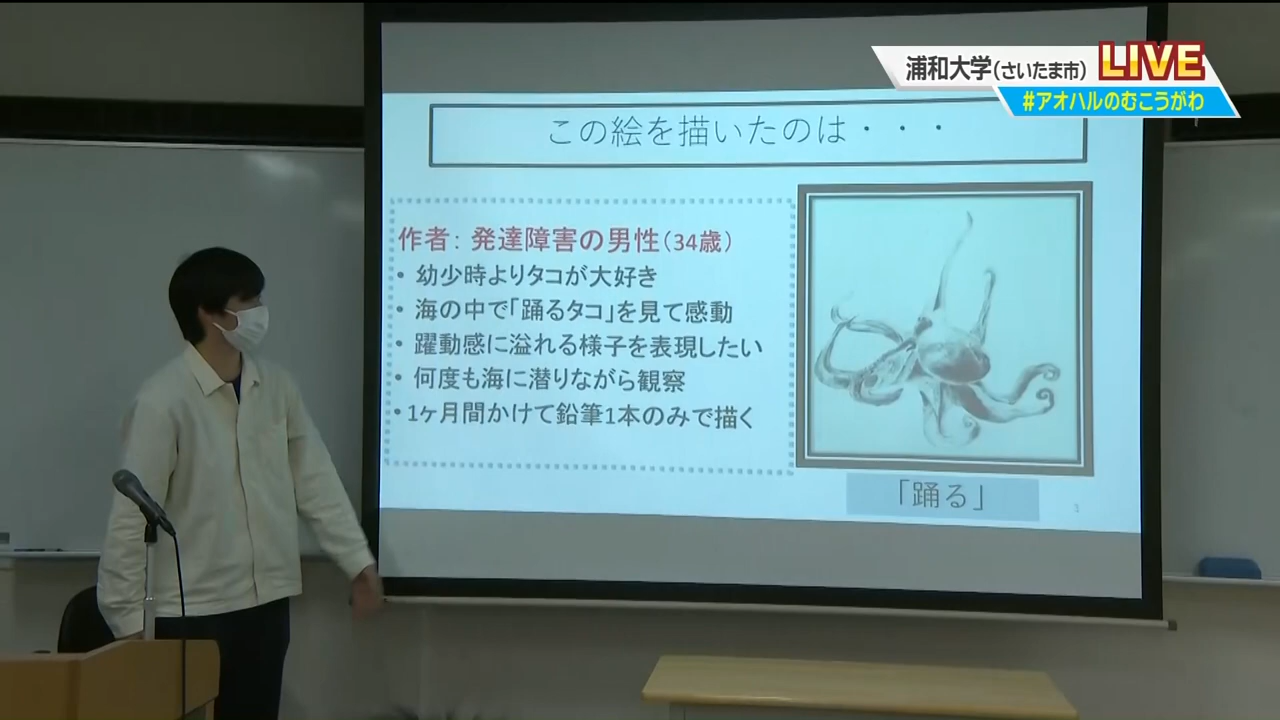 浦和大学(さいたま市) LIVE
#アオハルのむこうがわ
この絵を描いたのは・・・
作者: 発達障害の男性(34歳)
• 幼少時よりタコが大好き
• 海の中で「踊るタコ」を見て感動
• 躍動感に溢れる様子を表現したい
• 何度も海に潜りながら観察
• 1ヶ月間かけて鉛筆1本のみで描く
「踊る」
3